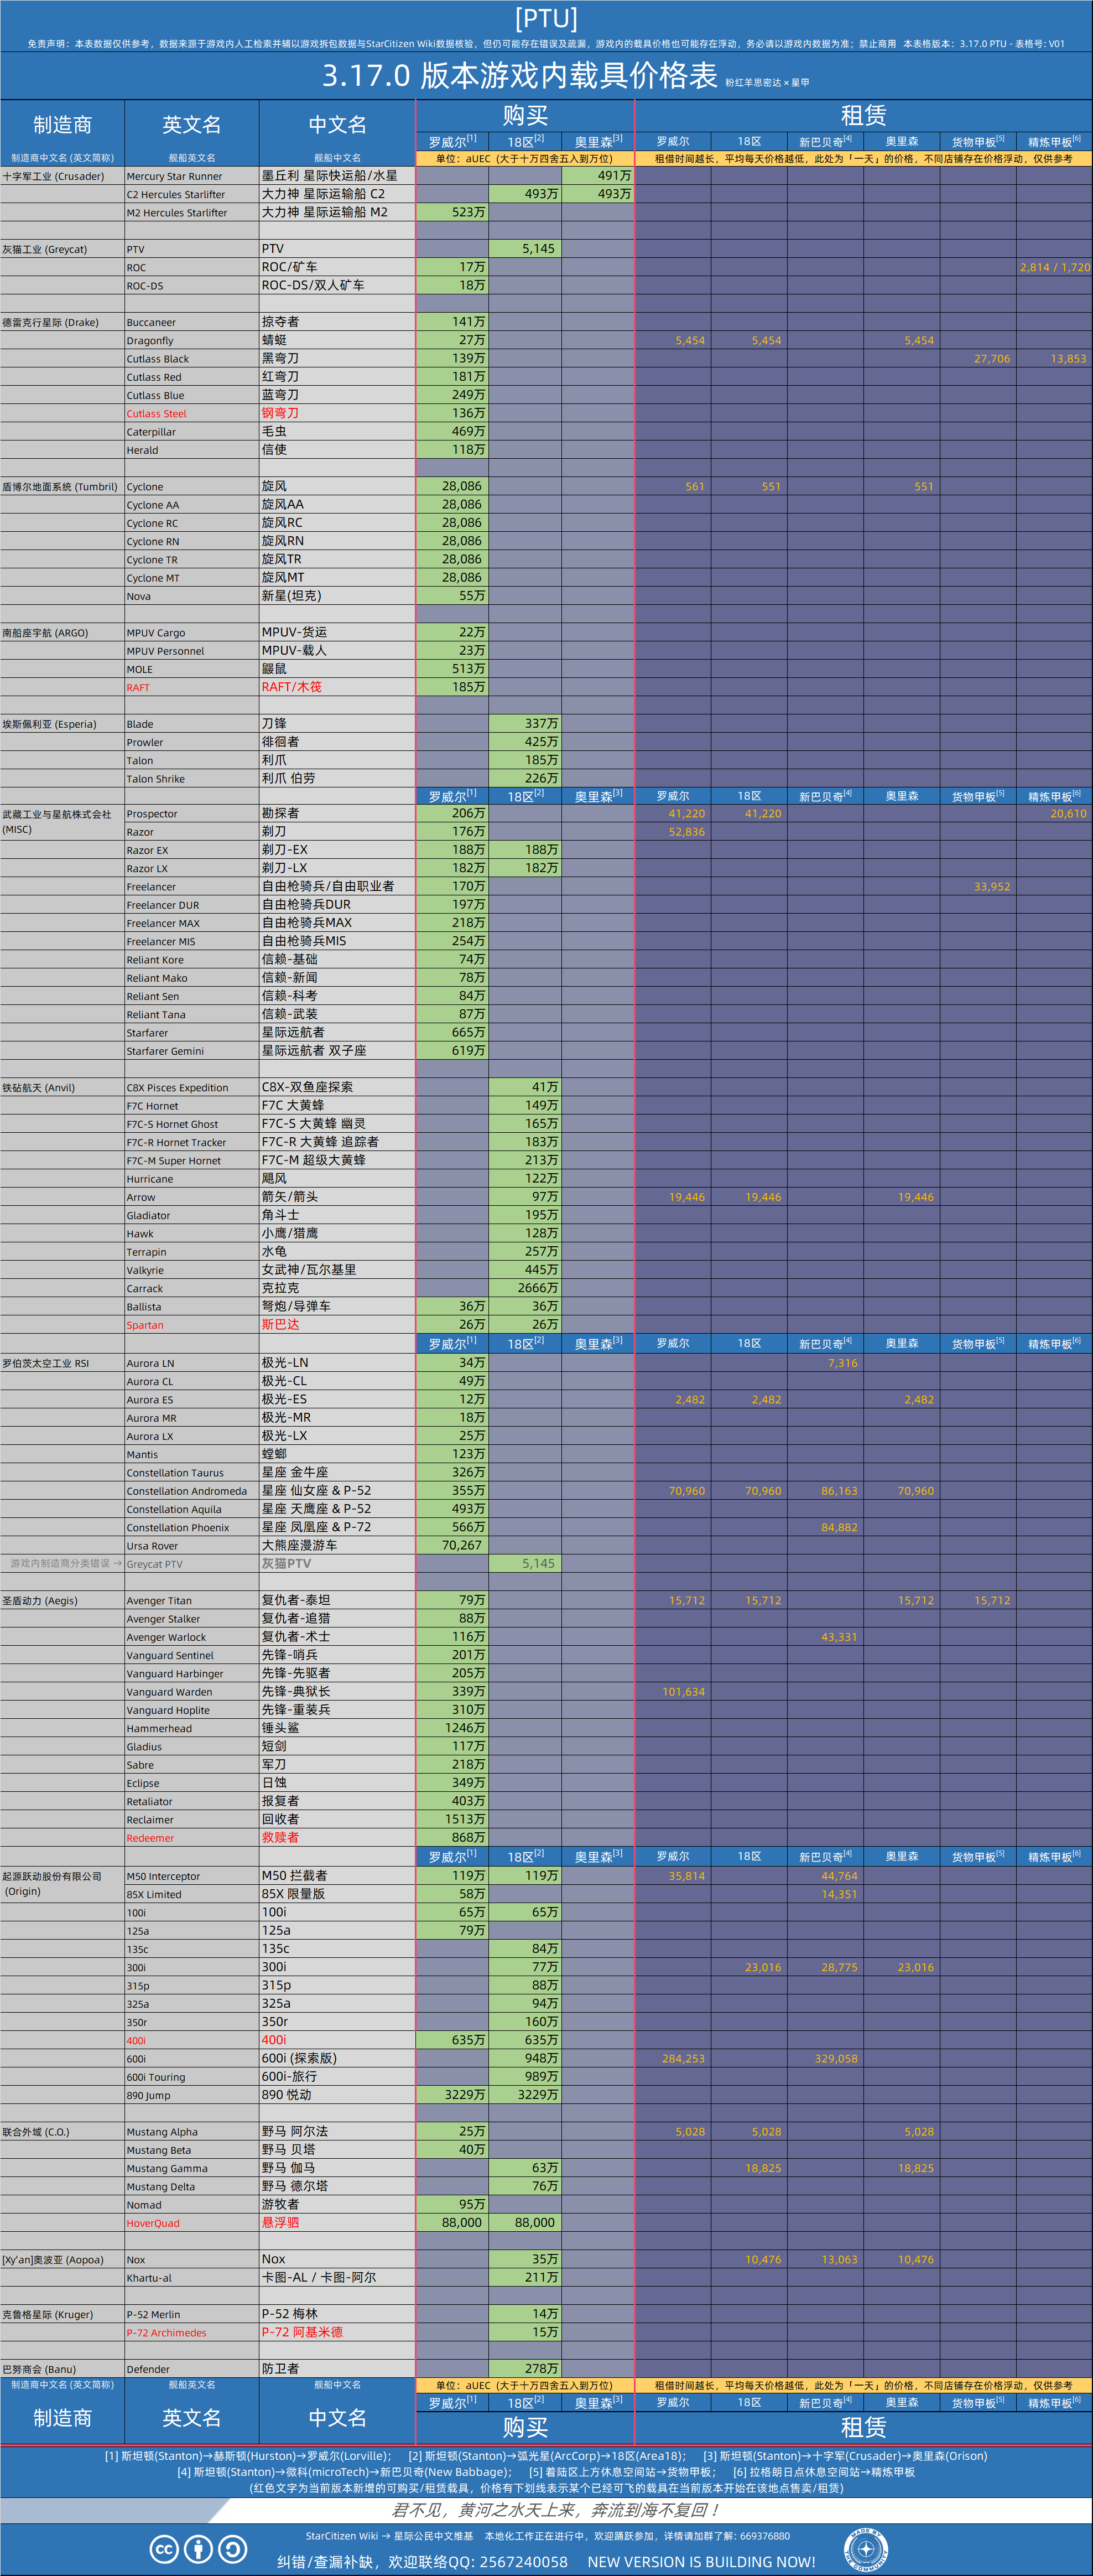 [PTU]
免责声明：本表数据仅供参考，数据来源于游戏内人工检索并辅以游戏拆包数据与StarCitizen Wiki数据核验，但仍可能存在错误及疏漏，游戏内的载具价格也可能存在浮动，务必请以游戏内数据为准；禁止商用 本表格版本：3.17.0 PTU - 表格号: V01
3.17.0 版本游戏内载具价格表 粉红羊思密达 × 星甲
制造商 英文名 中文名 购买 租赁
罗威尔[1] 18区[2] 奥里森[3] 罗威尔 18区 新巴贝奇[4] 奥里森 货物甲板[5] 精炼甲板[6]
制造商中文名 (英文简称) 舰船英文名 舰船中文名 单位：aUEC (大于十万四舍五入到万位) 租借时间越长，平均每天价格越低，此处为「一天」的价格，不同店铺存在价格浮动，仅供参考
十字军工业 (Crusader) Mercury Star Runner 墨丘利 星际快运船/水星 491万
C2 Hercules Starlifter 大力神 星际运输船 C2 493万 493万
M2 Hercules Starlifter 大力神 星际运输船 M2 523万
灰猫工业 (Greycat) PTV PTV 5,145
ROC ROC/矿车 17万 2,814 / 1,720
ROC-DS ROC-DS/双人矿车 18万
德雷克行星际 (Drake) Buccaneer 掠夺者 141万
Dragonfly 蜻蜓 27万 5,454 5,454 5,454
Cutlass Black 黑弯刀 139万 27,706 13,853
Cutlass Red 红弯刀 181万
Cutlass Blue 蓝弯刀 249万
Cutlass Steel 钢弯刀 136万
Caterpillar 毛虫 469万
Herald 信使 118万
盾博尔地面系统 (Tumbril) Cyclone 旋风 28,086 561 551 551
Cyclone AA 旋风AA 28,086
Cyclone RC 旋风RC 28,086
Cyclone RN 旋风RN 28,086
Cyclone TR 旋风TR 28,086
Cyclone MT 旋风MT 28,086
Nova 新星(坦克) 55万
南船座宇航 (ARGO) MPUV Cargo MPUV-货运 22万
MPUV Personnel MPUV-载人 23万
MOLE 鼹鼠 513万
RAFT RAFT/木筏 185万
埃斯佩利亚 (Esperia) Blade 刀锋 337万
Prowler 徘徊者 425万
Talon 利爪 185万
Talon Shrike 利爪 伯劳 226万
罗威尔[1] 18区[2] 奥里森[3] 罗威尔 18区 新巴贝奇[4] 奥里森 货物甲板[5] 精炼甲板[6]
武藏工业与星航株式会社 (MISC) Prospector 勘探者 206万 41,220 41,220 20,610
Razor 剃刀 176万 52,836
Razor EX 剃刀-EX 188万 188万
Razor LX 剃刀-LX 182万 182万
Freelancer 自由枪骑兵/自由职业者 170万 33,952
Freelancer DUR 自由枪骑兵DUR 197万
Freelancer MAX 自由枪骑兵MAX 218万
Freelancer MIS 自由枪骑兵MIS 254万
Reliant Kore 信赖-基础 74万
Reliant Mako 信赖-新闻 78万
Reliant Sen 信赖-科考 84万
Reliant Tana 信赖-武装 87万
Starfarer 星际远航者 665万
Starfarer Gemini 星际远航者 双子座 619万
铁砧航天 (Anvil) C8X Pisces Expedition C8X-双鱼座探索 41万
F7C Hornet F7C 大黄蜂 149万
F7C-S Hornet Ghost F7C-S 大黄蜂 幽灵 165万
F7C-R Hornet Tracker F7C-R 大黄蜂 追踪者 183万
F7C-M Super Hornet F7C-M 超级大黄蜂 213万
Hurricane 飓风 122万
Arrow 箭矢/箭头 97万 19,446 19,446 19,446
Gladiator 角斗士 195万
Hawk 小鹰/猎鹰 128万
Terrapin 水龟 257万
Valkyrie 女武神/瓦尔基里 445万
Carrack 克拉克 2666万
Ballista 弩炮/导弹车 36万 36万
Spartan 斯巴达 26万 26万
罗威尔[1] 18区[2] 奥里森[3] 罗威尔 18区 新巴贝奇[4] 奥里森 货物甲板[5] 精炼甲板[6]
罗伯茨太空工业 RSI Aurora LN 极光-LN 34万 7,316
Aurora CL 极光-CL 49万
Aurora ES 极光-ES 12万 2,482 2,482 2,482
Aurora MR 极光-MR 18万
Aurora LX 极光-LX 25万
Mantis 螳螂 123万
Constellation Taurus 星座 金牛座 326万
Constellation Andromeda 星座 仙女座 & P-52 355万 70,960 70,960 86,163 70,960
Constellation Aquila 星座 天鹰座 & P-52 493万
Constellation Phoenix 星座 凤凰座 & P-72 566万 84,882
Ursa Rover 大熊座漫游车 70,267
游戏内制造商分类错误 → Greycat PTV 灰猫PTV 5,145
圣盾动力 (Aegis) Avenger Titan 复仇者-泰坦 79万 15,712 15,712 15,712 15,712
Avenger Stalker 复仇者-追猎 88万
Avenger Warlock 复仇者-术士 116万 43,331
Vanguard Sentinel 先锋-哨兵 201万
Vanguard Harbinger 先锋-先驱者 205万
Vanguard Warden 先锋-典狱长 339万 101,634
Vanguard Hoplite 先锋-重装兵 310万
Hammerhead 锤头鲨 1246万
Gladius 短剑 117万
Sabre 军刀 218万
Eclipse 日蚀 349万
Retaliator 报复者 403万
Reclaimer 回收者 1513万
Redeemer 救赎者 868万
罗威尔[1] 18区[2] 奥里森[3] 罗威尔 18区 新巴贝奇[4] 奥里森 货物甲板[5] 精炼甲板[6]
起源跃动股份有限公司 (Origin) M50 Interceptor M50 拦截者 119万 119万 35,814 44,764
85X Limited 85X 限量版 58万 14,351
100i 100i 65万 65万
125a 125a 79万
135c 135c 84万
300i 300i 77万 23,016 28,775 23,016
315p 315p 88万
325a 325a 94万
350r 350r 160万
400i 400i 635万 635万
600i 600i (探索版) 948万 284,253 329,058
600i Touring 600i-旅行 989万
890 Jump 890 悦动 3229万 3229万
联合外域 (C.O.) Mustang Alpha 野马 阿尔法 25万 5,028 5,028 5,028
Mustang Beta 野马 贝塔 40万
Mustang Gamma 野马 伽马 63万 18,825 18,825
Mustang Delta 野马 德尔塔 76万
Nomad 游牧者 95万
HoverQuad 悬浮驷 88,000 88,000
[Xy'an]奥波亚 (Aopoa) Nox Nox 35万 10,476 13,063 10,476
Khartu-al 卡图-AL / 卡图-阿尔 211万
克鲁格星际 (Kruger) P-52 Merlin P-52 梅林 14万
P-72 Archimedes P-72 阿基米德 15万
巴努商会 (Banu) Defender 防卫者 278万
制造商中文名 (英文简称) 舰船英文名 舰船中文名 单位：aUEC (大于十万四舍五入到万位) 租借时间越长，平均每天价格越低，此处为「一天」的价格，不同店铺存在价格浮动，仅供参考
罗威尔[1] 18区[2] 奥里森[3] 罗威尔 18区 新巴贝奇[4] 奥里森 货物甲板[5] 精炼甲板[6]
制造商 英文名 中文名 购买 租赁
[1] 斯坦顿(Stanton)→赫斯顿(Hurston)→罗威尔(Lorville)； [2] 斯坦顿(Stanton)→弧光星(ArcCorp)→18区(Area18)； [3] 斯坦顿(Stanton)→十字军(Crusader)→奥里森(Orison)
[4] 斯坦顿(Stanton)→微科(microTech)→新巴贝奇(New Babbage)； [5] 着陆区上方休息空间站→货物甲板； [6] 拉格朗日点休息空间站→精炼甲板
(红色文字为当前版本新增的可购买/租赁载具，价格有下划线表示某个已经可飞的载具在当前版本开始在该地点售卖/租赁)
君不见，黄河之水天上来，奔流到海不复回！
StarCitizen Wiki → 星际公民中文维基 本地化工作正在进行中，欢迎踊跃参加，详情请加群了解: 669376880
纠错/查漏补缺，欢迎联络QQ: 2567240058 NEW VERSION IS BUILDING NOW!
cc
MADE BY THE COMMUNITY